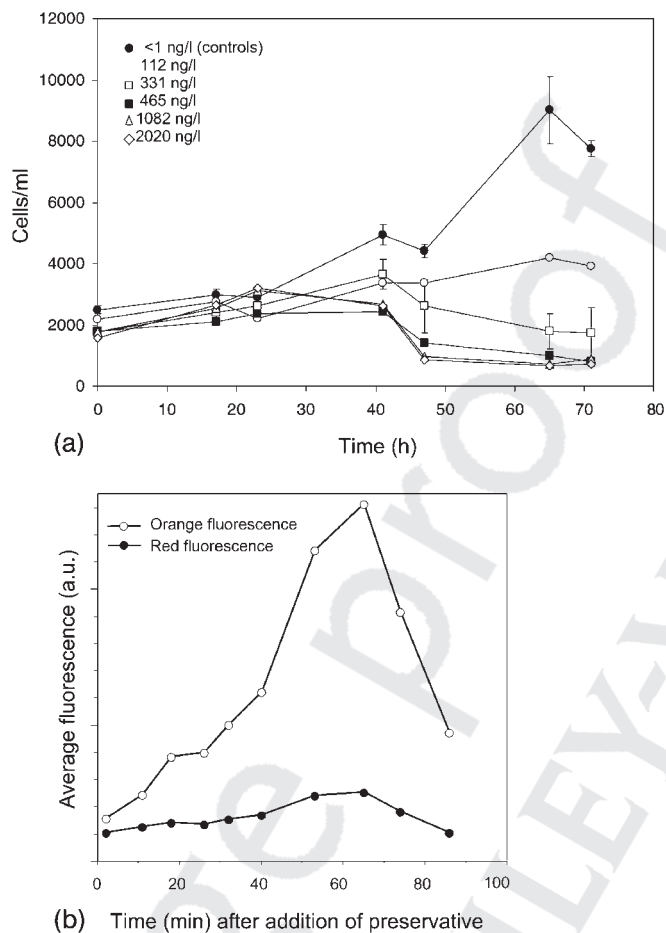 12000
10000
8000
6000
4000
2000
0
Cells/ml
<1 ng/l (controls)
112 ng/l
331 ng/l
465 ng/l
1082 ng/l
2020 ng/l
0 10 20 30 40 50 60 70 80
(a) Time (h)
Average fluorescence (a.u.)
Orange fluorescence
Red fluorescence
0 20 40 60 80 100
(b) Time (min) after addition of preservative
e proof
ILEY-V